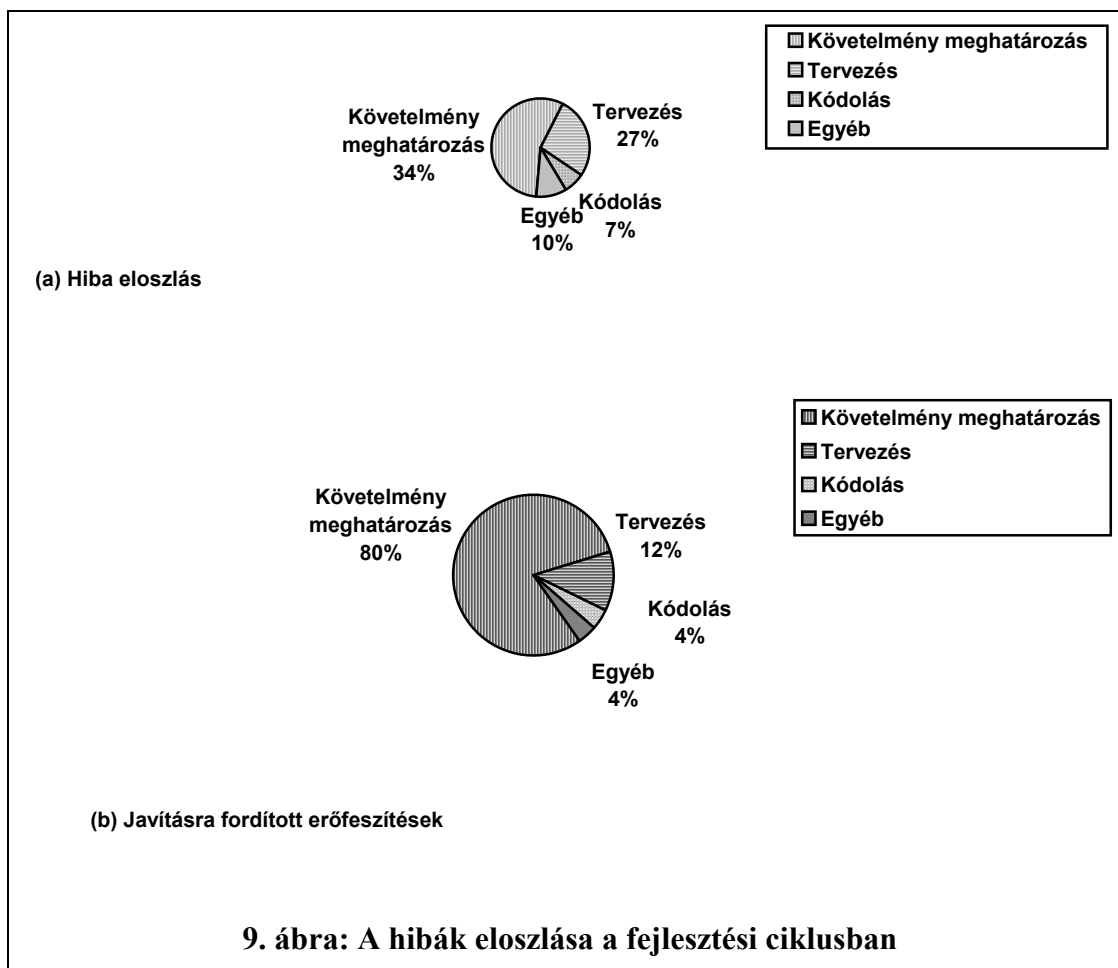 Követelmény meghatározás
Tervezés
Kódolás
Egyéb
Követelmény
meghatározás
34%
Tervezés
27%
Kódolás
7%
Egyéb
10%
(a) Hiba eloszlás
Követelmény meghatározás
Tervezés
Kódolás
Egyéb
Követelmény
meghatározás
80%
Tervezés
12%
Kódolás
4%
Egyéb
4%
(b) Javításra fordított erőfeszítések
9. ábra: A hibák eloszlása a fejlesztési ciklusban